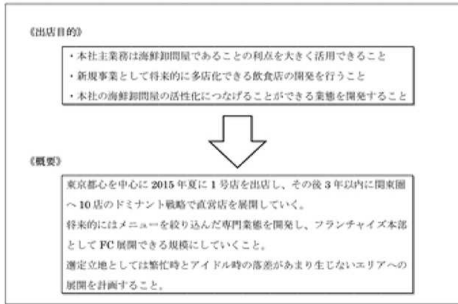 《出店目的》
・本社主業務は海鮮卸問屋であることの利点を大きく活用できること
・新規事業として将来的に多店化できる飲食店の開発を行うこと
・本社の海鮮卸問屋の活性化につなげることができる業態を開発すること
《概要》
東京都心を中心に 2015 年夏に 1 号店を出店し、その後 3 年以内に関東圏
へ 10 店のドミナント戦略で直営店を展開していく。
将来的にはメニューを絞り込んだ専門業態を開発し、フランチャイズ本部
として FC 展開できる規模にしていくこと。
選定立地としては繁忙時とアイドル時の落差があまり生じないエリアへの
展開を計画すること。